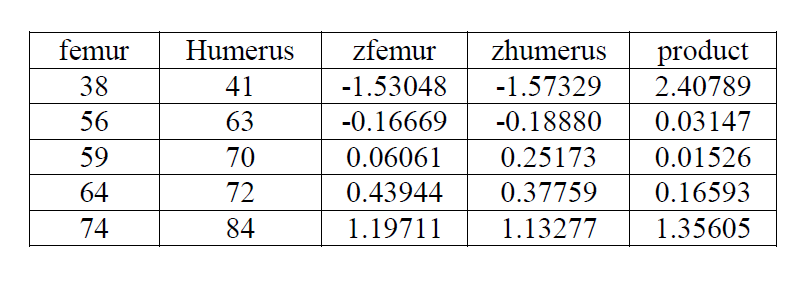 femur Humerus zfemur zhumerus product
38 41 -1.53048 -1.57329 2.40789
56 63 -0.16669 -0.18880 0.03147
59 70 0.06061 0.25173 0.01526
64 72 0.43944 0.37759 0.16593
74 84 1.19711 1.13277 1.35605